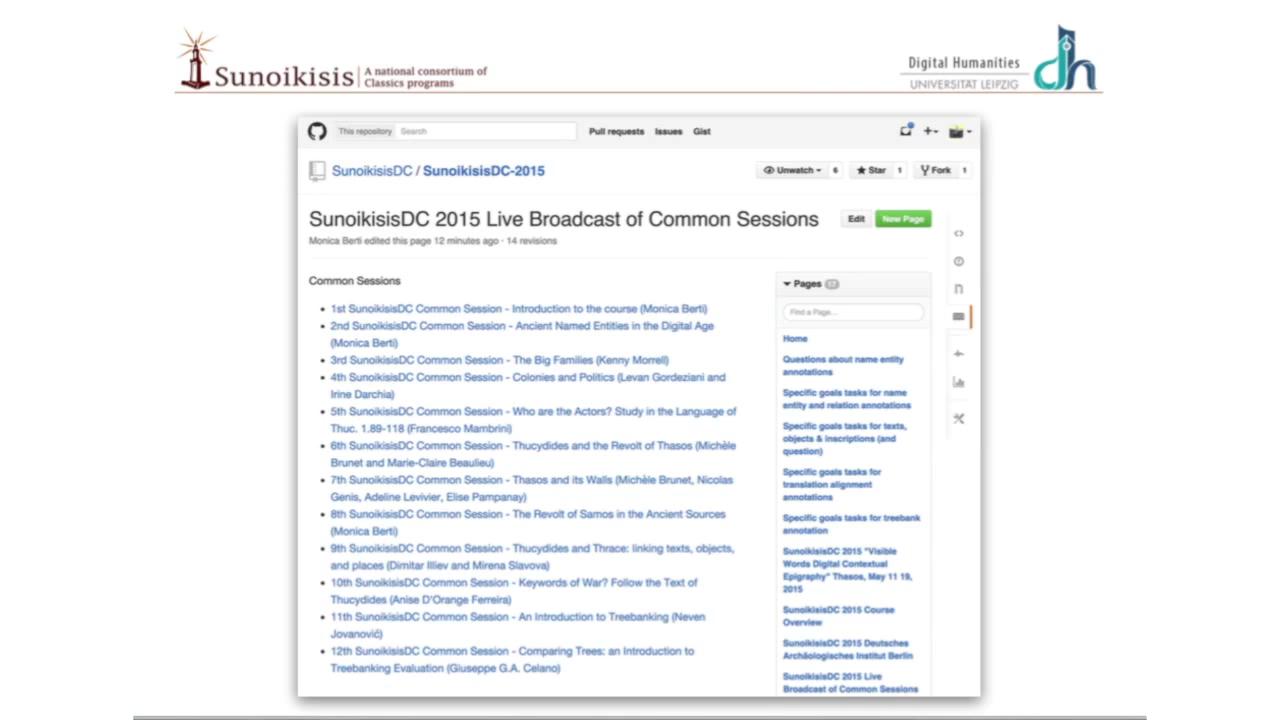 Sunoikisis
A national consortium of
Classics programs
Digital Humanities
UNIVERSITÄT LEIPZIG
dh
This repository Search
Pull requests Issues Gist
SunoikisisDC / SunoikisisDC-2015
Unwatch 6 Star 1 Fork 1
SunoikisisDC 2015 Live Broadcast of Common Sessions
Edit New Page
Monica Berti edited this page 12 minutes ago · 14 revisions
Common Sessions
• 1st SunoikisisDC Common Session - Introduction to the course (Monica Berti)
• 2nd SunoikisisDC Common Session - Ancient Named Entities in the Digital Age
(Monica Berti)
• 3rd SunoikisisDC Common Session - The Big Families (Kenny Morrell)
• 4th SunoikisisDC Common Session - Colonies and Politics (Levan Gordeziani and
Irine Darchia)
• 5th SunoikisisDC Common Session - Who are the Actors? Study in the Language of
Thuc. 1.89-118 (Francesco Mambrini)
• 6th SunoikisisDC Common Session - Thucydides and the Revolt of Thasos (Michèle
Brunet and Marie-Claire Beaulieu)
• 7th SunoikisisDC Common Session - Thasos and its Walls (Michèle Brunet, Nicolas
Genis, Adeline Levivier, Elise Pampanay)
• 8th SunoikisisDC Common Session - The Revolt of Samos in the Ancient Sources
(Monica Berti)
• 9th SunoikisisDC Common Session - Thucydides and Thrace: linking texts, objects,
and places (Dimitar Illiev and Mirena Slavova)
• 10th SunoikisisDC Common Session - Keywords of War? Follow the Text of
Thucydides (Anise D'Orange Ferreira)
• 11th SunoikisisDC Common Session - An Introduction to Treebanking (Neven
Jovanović)
• 12th SunoikisisDC Common Session - Comparing Trees: an Introduction to
Treebanking Evaluation (Giuseppe G.A. Celano)
Pages 17
Find a Page...
Home
Questions about name entity
annotations
Specific goals tasks for name
entity and relation annotations
Specific goals tasks for texts,
objects & inscriptions (and
question)
Specific goals tasks for
translation alignment
annotations
Specific goals tasks for treebank
annotation
SunoikisisDC 2015 "Visible
Words Digital Contextual
Epigraphy" Thasos, May 11 19,
2015
SunoikisisDC 2015 Course
Overview
SunoikisisDC 2015 Deutsches
Archäologisches Institut Berlin
SunoikisisDC 2015 Live
Broadcast of Common Sessions